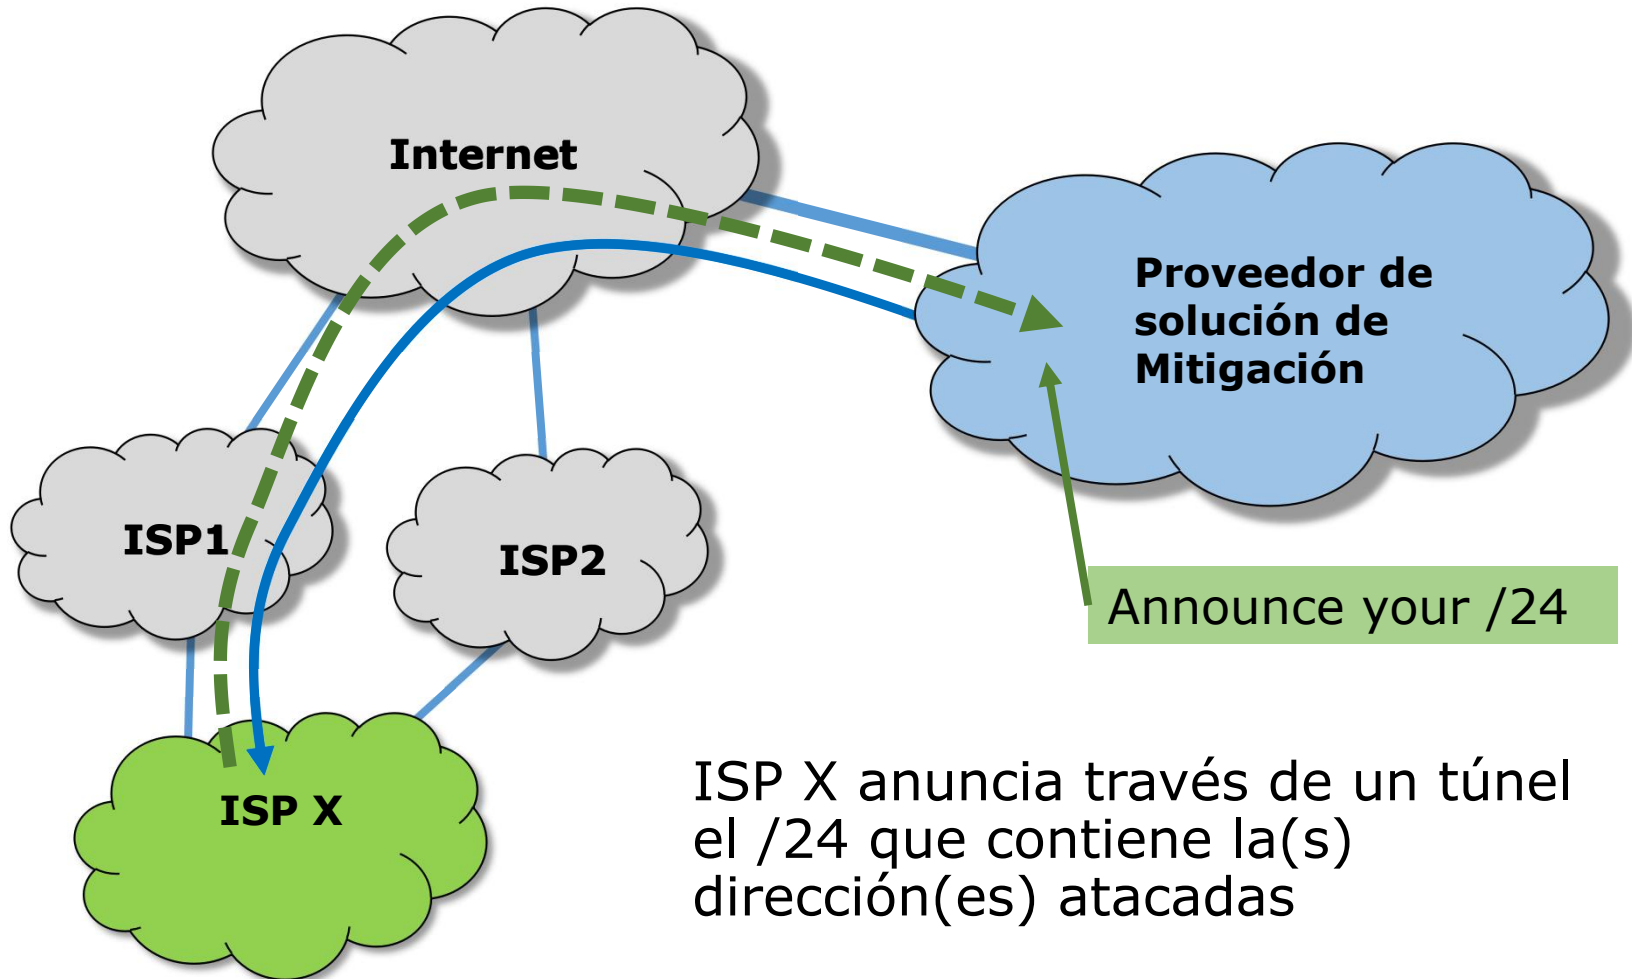 Internet
Proveedor de
solución de
Mitigación
ISP1
ISP2
Announce your /24
ISP X
ISP X anuncia través de un túnel
el /24 que contiene la(s)
dirección(es) atacadas